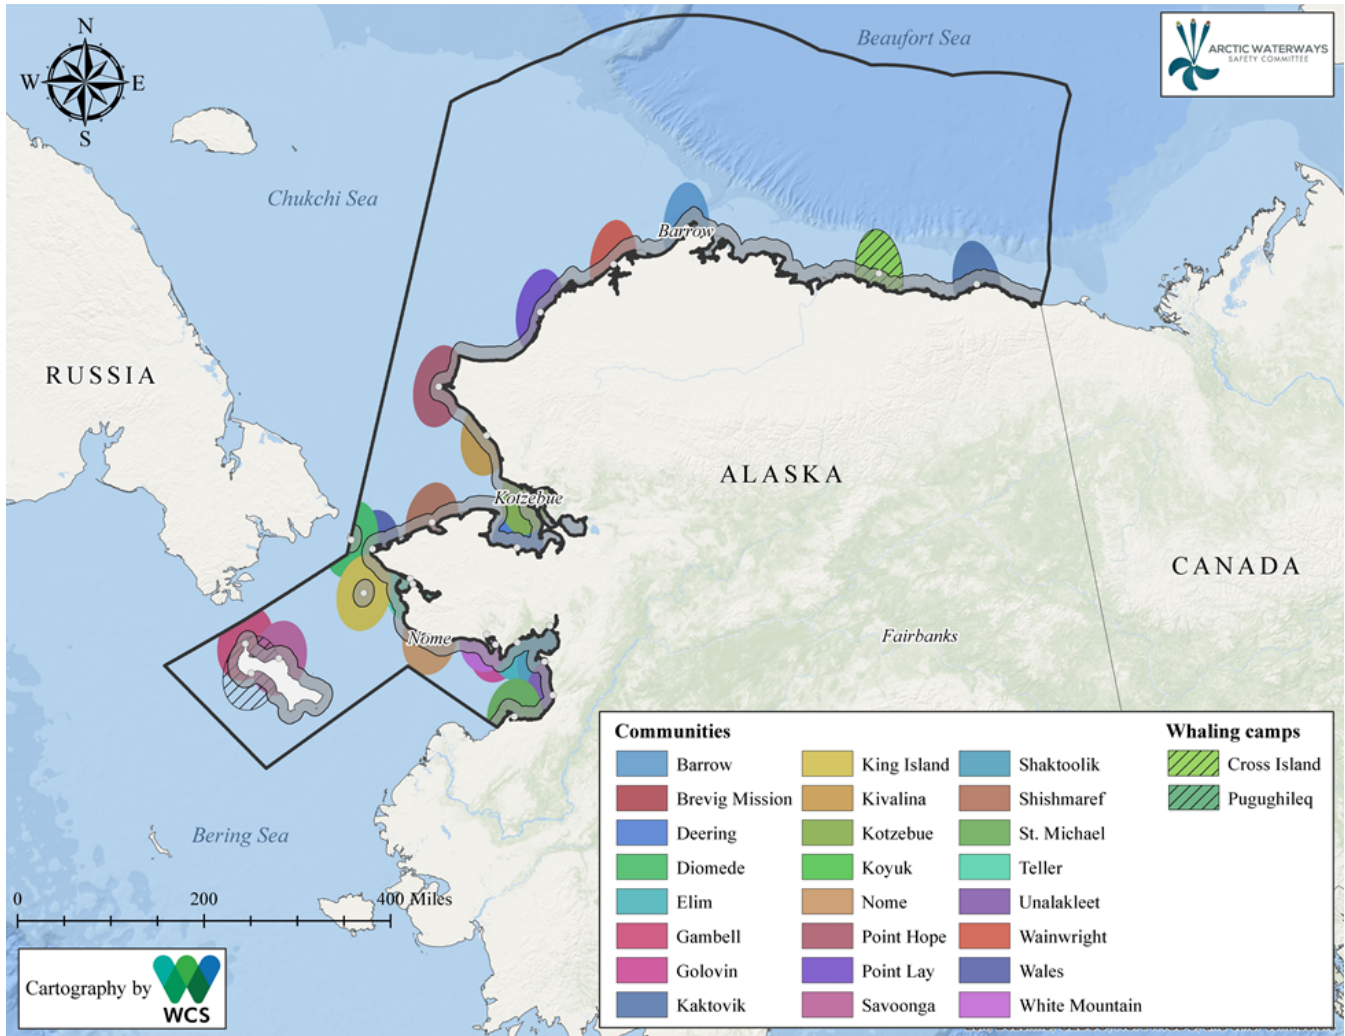 N
W
E
S
Beaufort Sea
ARCTIC WATERWAYS
SAFETY COMMITTEE
Chukchi Sea
Barrow
RUSSIA
ALASKA
Kotzebue
CANADA
Nome
Fairbanks
Bering Sea
0 200 400 Miles
Cartography by
WCS
Communities
Barrow
Brevig Mission
Deering
Diomede
Elim
Gambell
Golovin
Kaktovik
King Island
Kivalina
Kotzebue
Koyuk
Nome
Point Hope
Point Lay
Savoonga
Shaktoolik
Shishmaref
St. Michael
Teller
Unalakleet
Wainwright
Wales
White Mountain
Whaling camps
Cross Island
Pugughileq